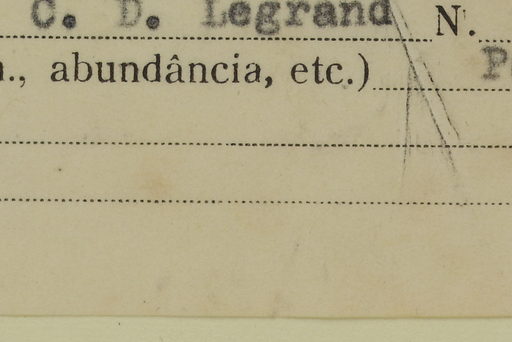 C. D. Legrand N.
abundância, etc.)